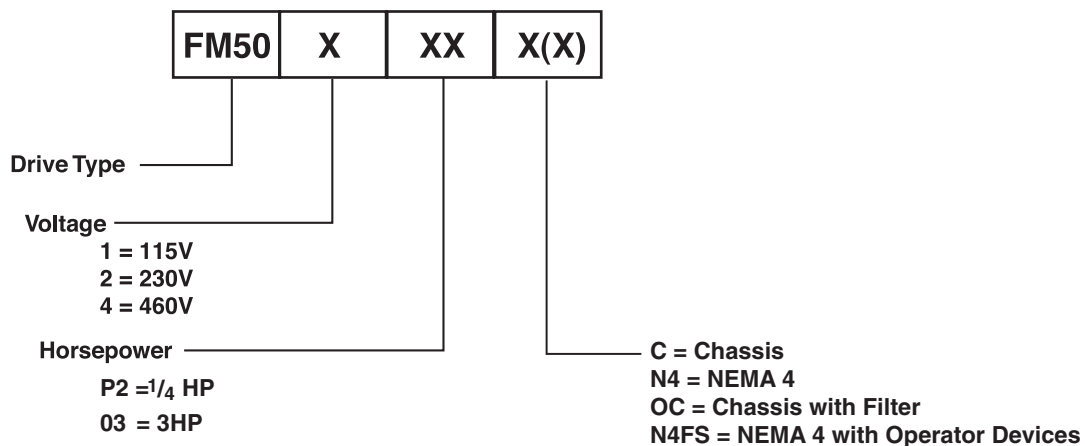 FM50 X XX X(X)
Drive Type
Voltage
1 = 115V
2 = 230V
4 = 460V
Horsepower
P2 =1/4 HP
03 = 3HP
C = Chassis
N4 = NEMA 4
OC = Chassis with Filter
N4FS = NEMA 4 with Operator Devices